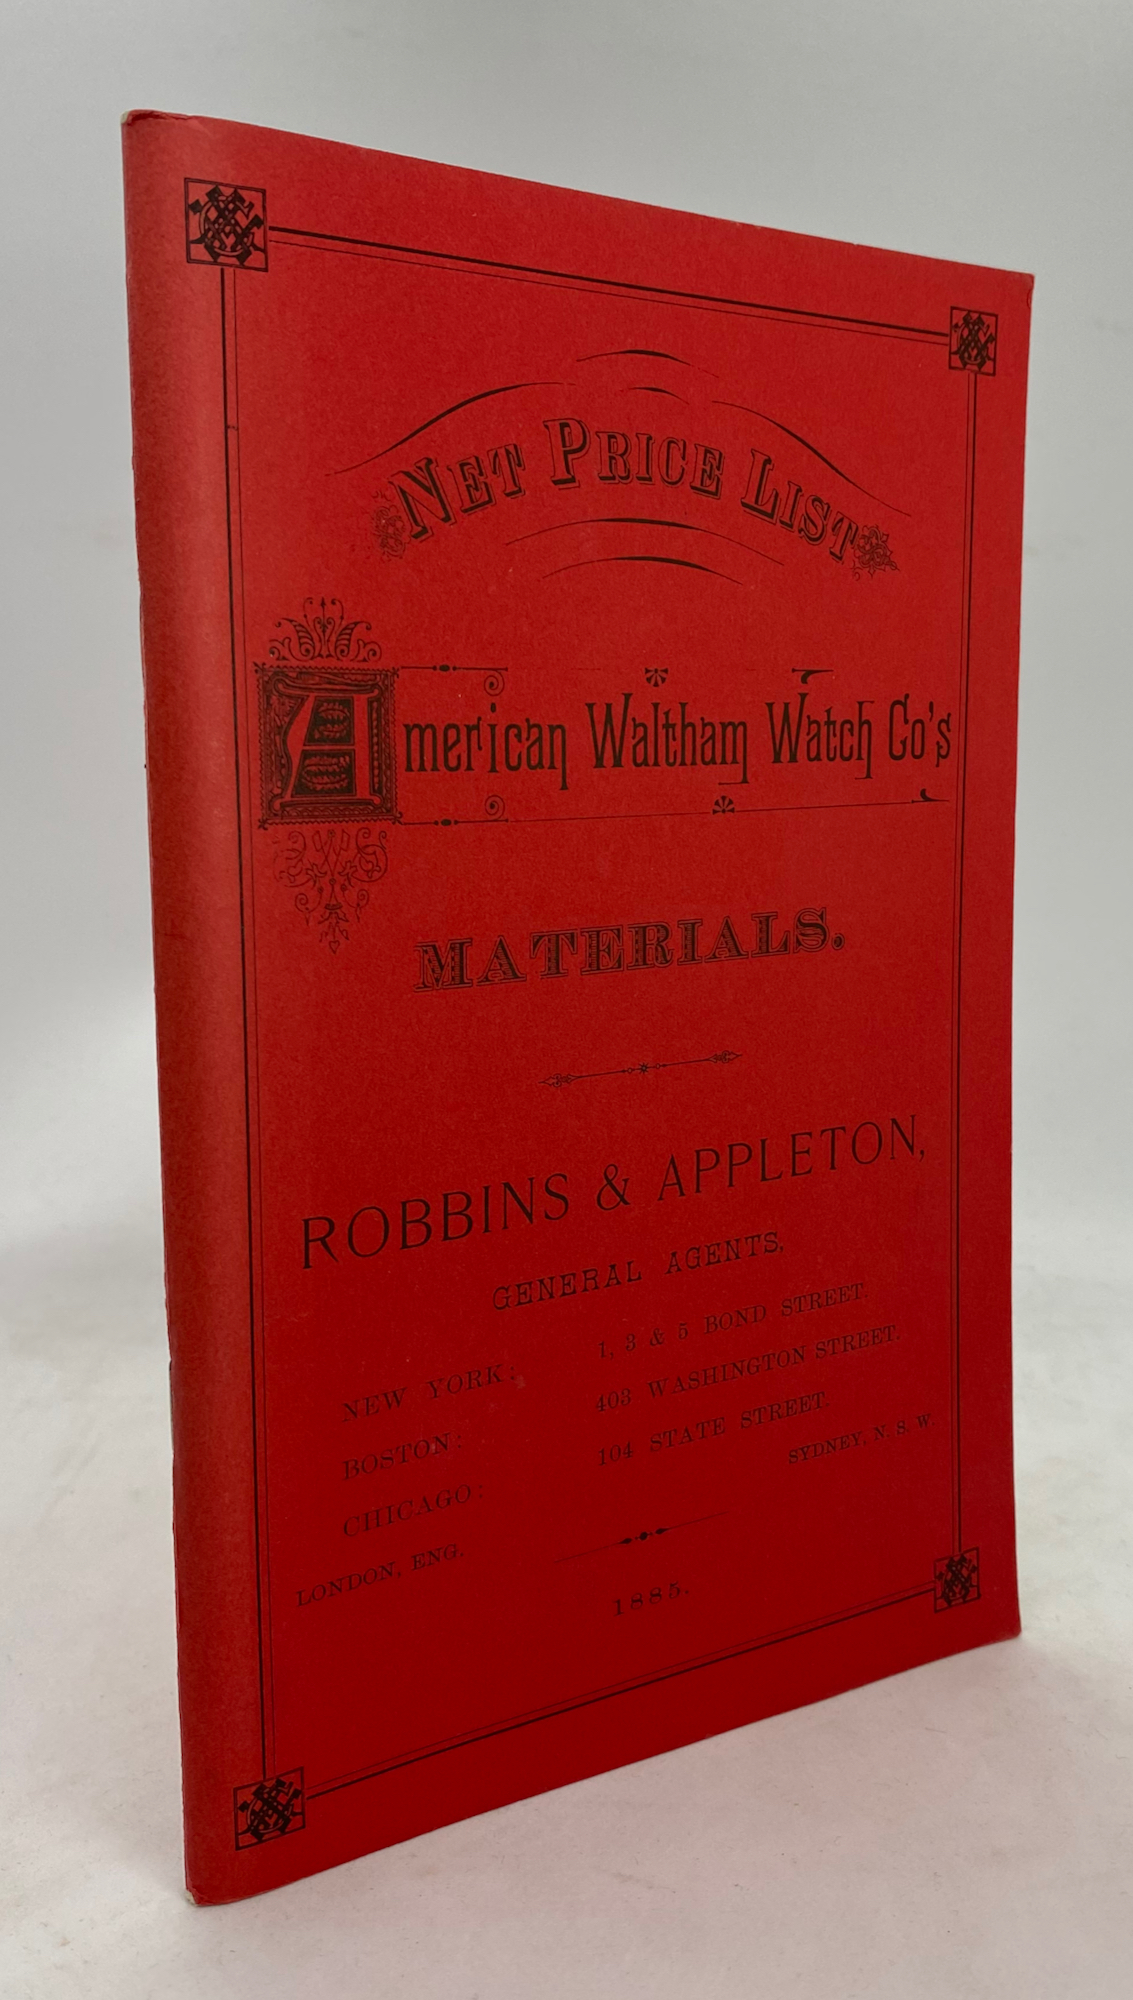 NET PRICE LIST
American Waltham Watch Co's
MATERIALS.
ROBBINS & APPLETON,
GENERAL AGENTS,
NEW YORK: 1, 3 & 5 BOND STREET.
BOSTON: 403 WASHINGTON STREET.
CHICAGO: 104 STATE STREET.
LONDON, ENG. SYDNEY, N. S. W.
1885.